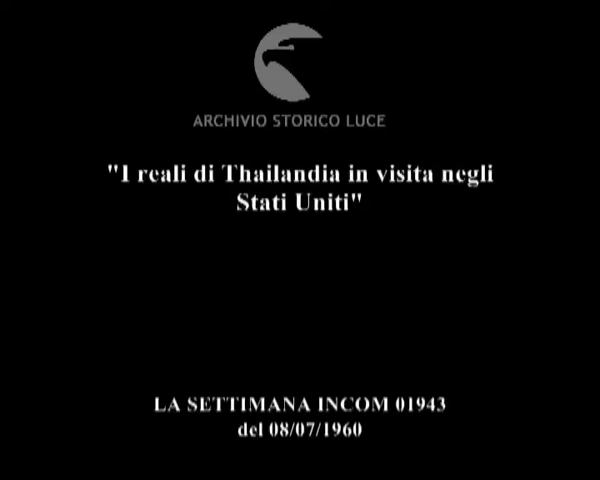 ARCHIVIO STORICO LUCE
"I reali di Thailandia in visita negli
Stati Uniti"
LA SETTIMANA INCOM 01943
del 08/07/1960